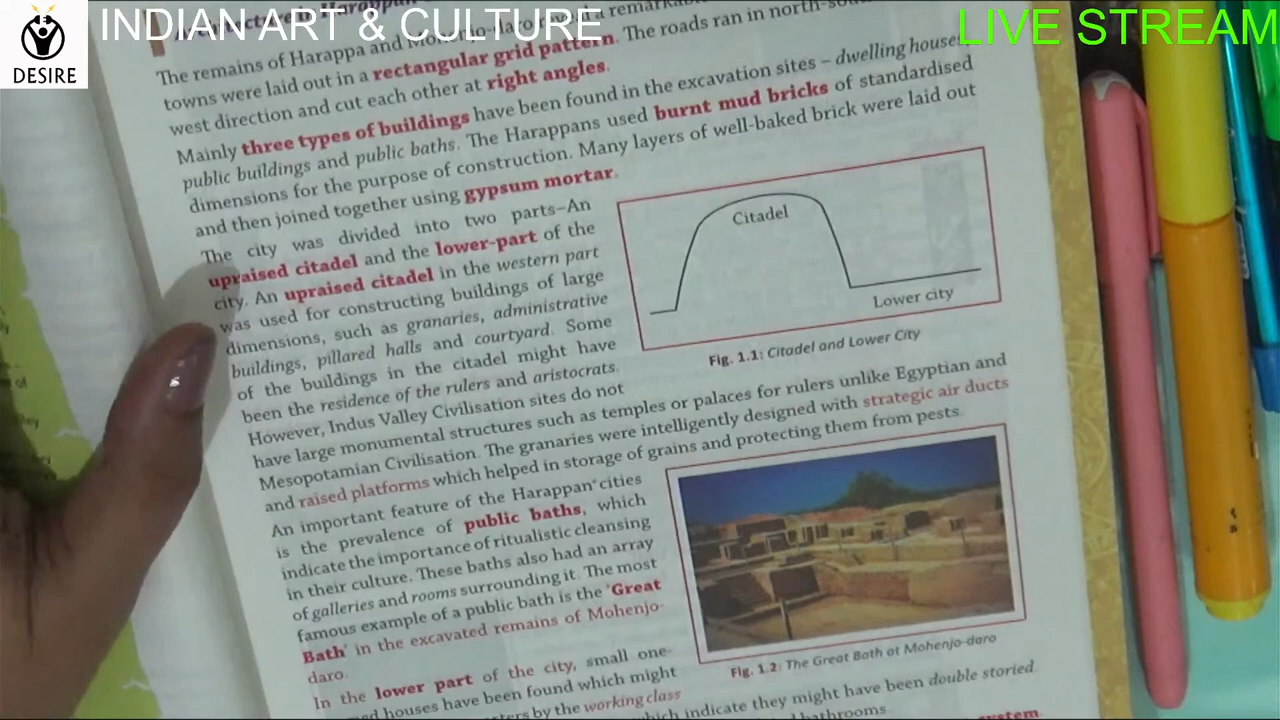 INDIAN ART & CULTURE
LIVE STREAM
DESIRE
The remains of Harappa and
towns were laid out in a rectangular grid pattern. The roads ran in
west direction and cut each other at right angles.
Mainly three types of buildings have been found in the excavation sites – dwelling house
public buildings and public baths. The Harappans used burnt mud bricks of standardised
dimensions for the purpose of construction. Many layers of well-baked brick were laid out
and then joined together using gypsum mortar.
The city was divided into two parts–An
upraised citadel and the lower-part of the
city. An upraised citadel in the western part
was used for constructing buildings of large
dimensions, such as granaries, administrative
buildings, pillared halls and courtyard. Some
of the buildings in the citadel might have
been the residence of the rulers and aristocrats.
However, Indus Valley Civilisation sites do not
have large monumental structures such as temples or palaces for rulers unlike Egyptian and
Mesopotamian Civilisation. The granaries were intelligently designed with strategic air ducts
and raised platforms which helped in storage of grains and protecting them from pests.
Citadel
Lower city
Fig. 1.1: Citadel and Lower City
An important feature of the Harappan cities
is the prevalence of public baths, which
indicate the importance of ritualistic cleansing
in their culture. These baths also had an array
of galleries and rooms surrounding it. The most
famous example of a public bath is the 'Great
Bath' in the excavated remains of Mohenjo-
daro.
Fig. 1.2: The Great Bath at Mohenjo-daro
In the lower part of the city, small one-
houses have been found which might
by the working class
which indicate they might have been double storied.
bathrooms
system.